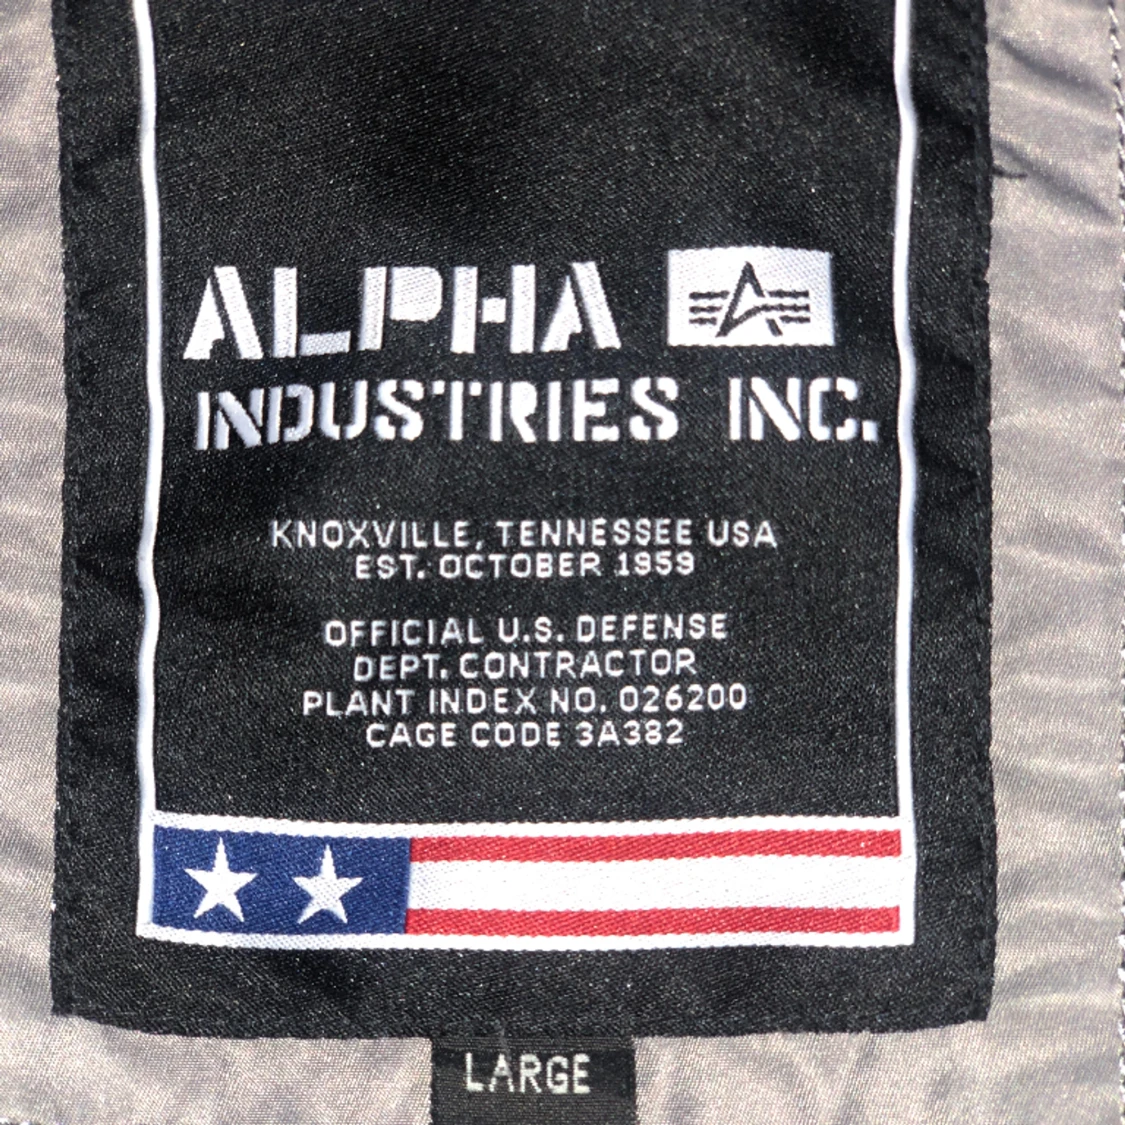 ALPHA
INDUSTRIES INC.
KNOXVILLE, TENNESSEE USA
EST. OCTOBER 1959
OFFICIAL U.S. DEFENSE
DEPT. CONTRACTOR
PLANT INDEX NO. 026200
CAGE CODE 3A382
LARGE